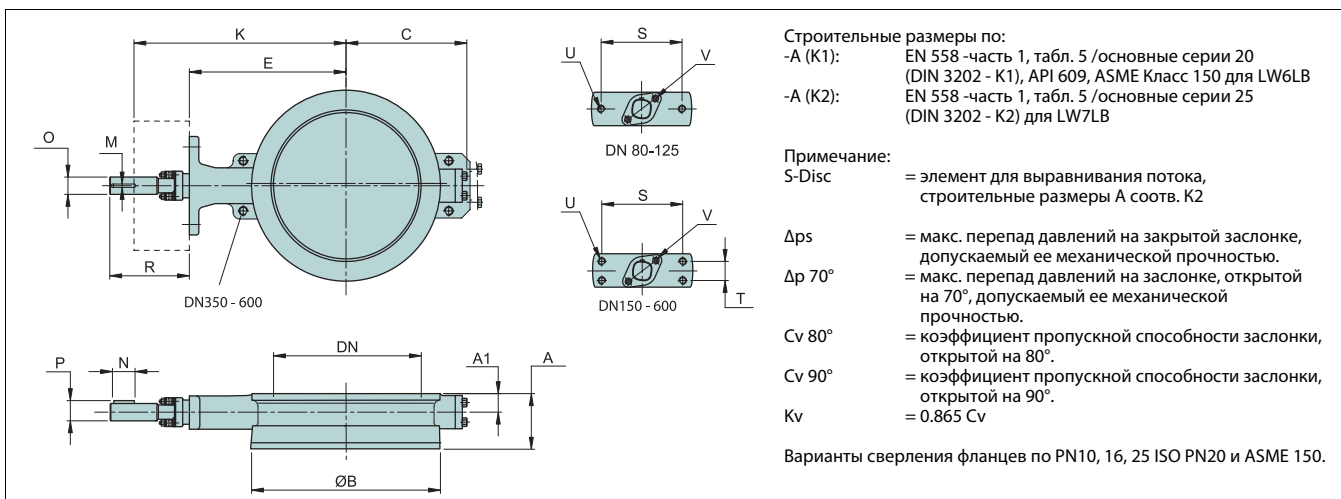 K
C
E
O
M
R
DN350 - 600
S
U
V
DN 80-125
S
U
V
T
DN150 - 600
P
N
DN
A1
A
ØB
Строительные размеры по:
-A (K1): EN 558 -часть 1, табл. 5 /основные серии 20
(DIN 3202 - K1), API 609, ASME Класс 150 для LW6LB
-A (K2): EN 558 -часть 1, табл. 5 /основные серии 25
(DIN 3202 - K2) для LW7LB
Примечание:
S-Disc = элемент для выравнивания потока,
строительные размеры А соотв. К2
Δps = макс. перепад давлений на закрытой заслонке,
допускаемый ее механической прочностью.
Δp 70° = макс. перепад давлений на заслонке, открытой
на 70°, допускаемый ее механической
прочностью.
Cv 80° = коэффициент пропускной способности заслонки,
открытой на 80°.
Cv 90° = коэффициент пропускной способности заслонки,
открытой на 90°.
Kv = 0.865 Cv
Варианты сверления фланцев по PN10, 16, 25 ISO PN20 и ASME 150.